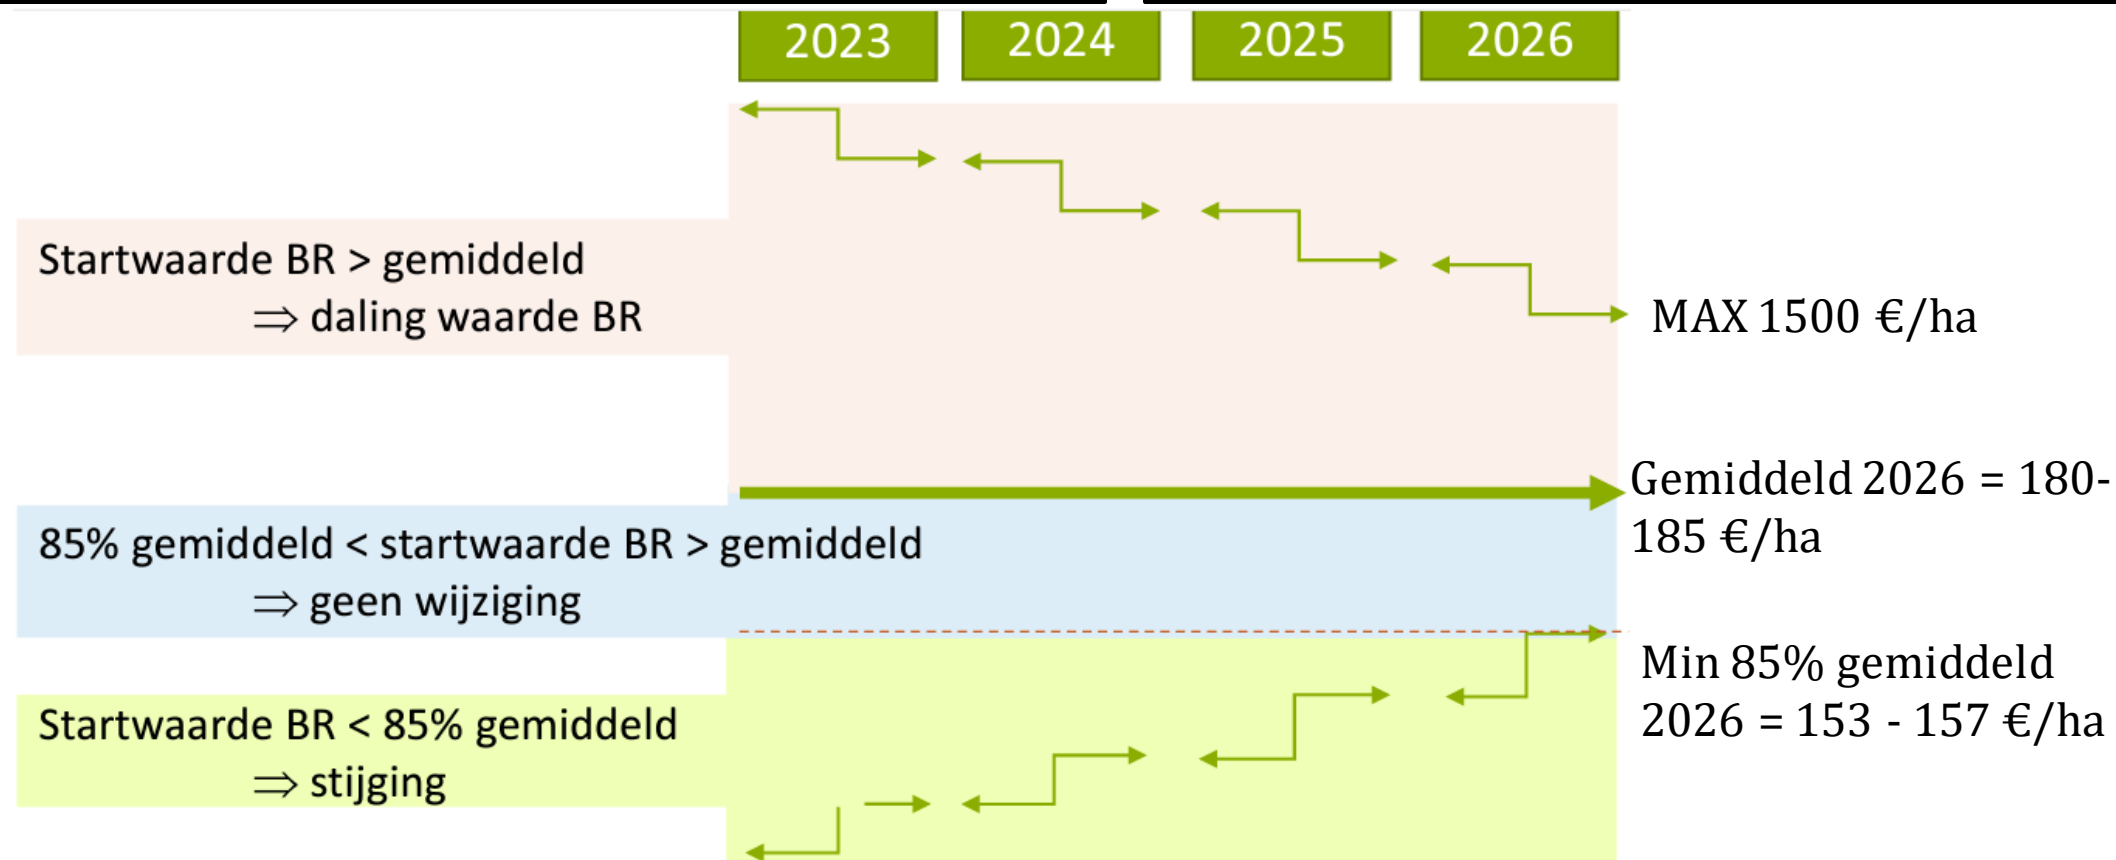 2023 2024 2025 2026
Startwaarde BR > gemiddeld
⇒ daling waarde BR
MAX 1500 €/ha
Gemiddeld 2026 = 180-
185 €/ha
85% gemiddeld < startwaarde BR > gemiddeld
⇒ geen wijziging
Min 85% gemiddeld
2026 = 153 - 157 €/ha
Startwaarde BR < 85% gemiddeld
⇒ stijging